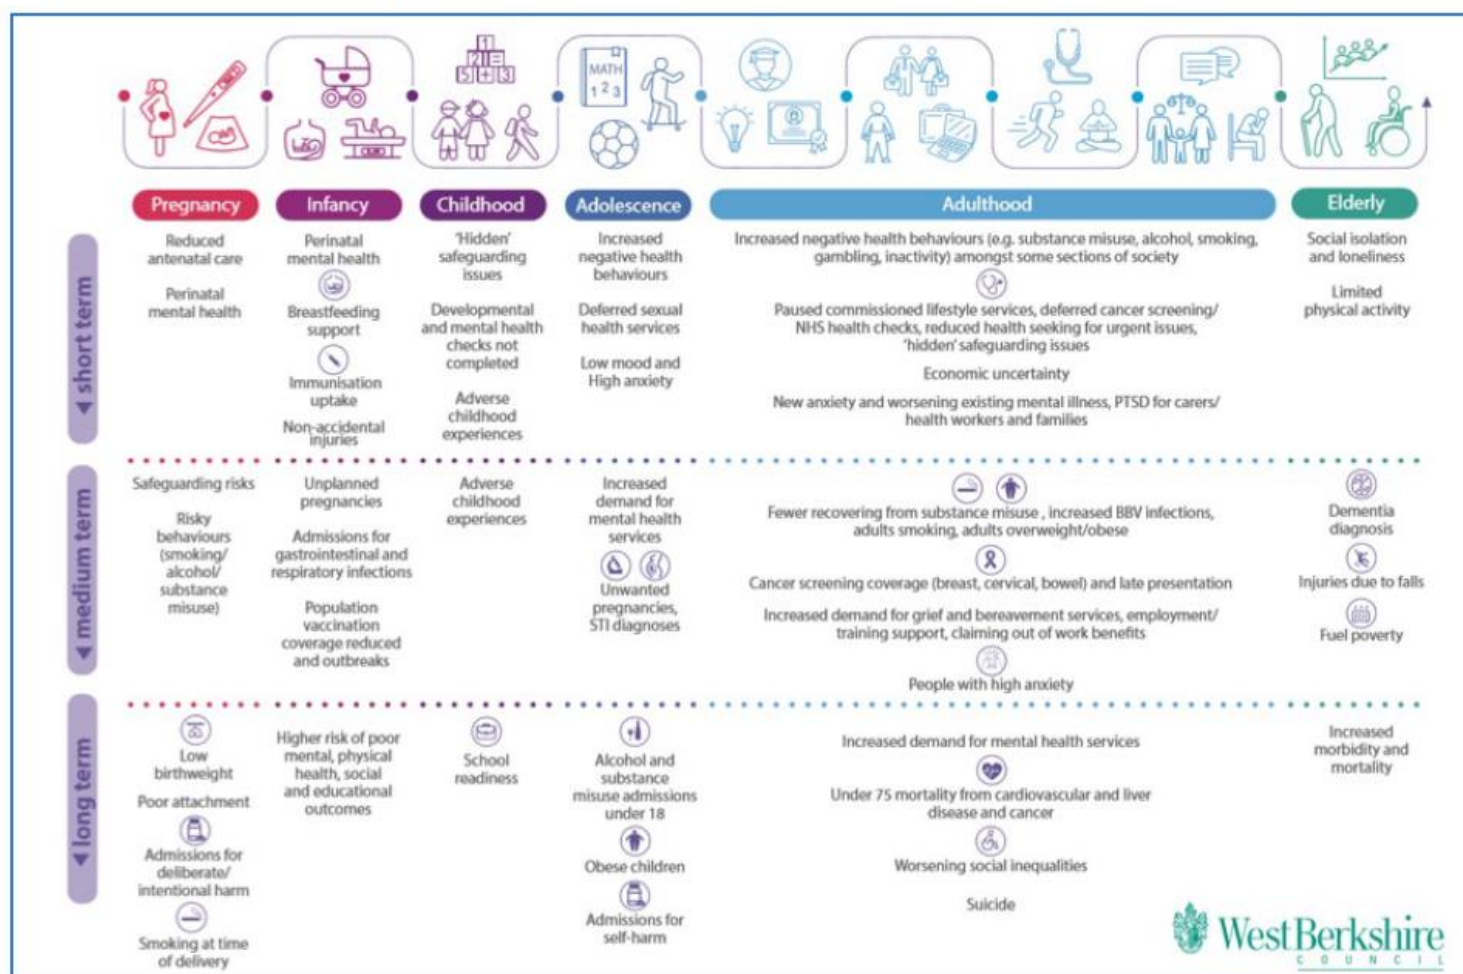 MATH
1 2 3
1
2 =
5 + 3
Pregnancy
Infancy
Childhood
Adolescence
Adulthood
Elderly
short term
Reduced
antenatal care
Perinatal
mental health
Perinatal
mental health
Breastfeeding
support
Immunisation
uptake
Non-accidental
injuries
'Hidden'
safeguarding
issues
Developmental
and mental health
checks not
completed
Adverse
childhood
experiences
Increased
negative health
behaviours
Deferred sexual
health services
Low mood and
High anxiety
Increased negative health behaviours (e.g. substance misuse, alcohol, smoking,
gambling, inactivity) amongst some sections of society
Paused commissioned lifestyle services, deferred cancer screening/
NHS health checks, reduced health seeking for urgent issues,
'hidden' safeguarding issues
Economic uncertainty
New anxiety and worsening existing mental illness, PTSD for carers/
health workers and families
Social isolation
and loneliness
Limited
physical activity
medium term
Safeguarding risks
Risky
behaviours
(smoking/
alcohol/
substance
misuse)
Unplanned
pregnancies
Admissions for
gastrointestinal and
respiratory infections
Population
vaccination
coverage reduced
and outbreaks
Adverse
childhood
experiences
Increased
demand for
mental health
services
Unwanted
pregnancies,
STI diagnoses
Fewer recovering from substance misuse , increased BBV infections,
adults smoking, adults overweight/obese
Cancer screening coverage (breast, cervical, bowel) and late presentation
Increased demand for grief and bereavement services, employment/
training support, claiming out of work benefits
People with high anxiety
Dementia
diagnosis
Injuries due to falls
Fuel poverty
long term
Low
birthweight
Poor attachment
Admissions for
deliberate/
intentional harm
Smoking at time
of delivery
Higher risk of poor
mental, physical
health, social
and educational
outcomes
School
readiness
Alcohol and
substance
misuse admissions
under 18
Obese children
Admissions for
self-harm
Increased demand for mental health services
Under 75 mortality from cardiovascular and liver
disease and cancer
Worsening social inequalities
Suicide
Increased
morbidity and
mortality
West Berkshire
COUNCIL